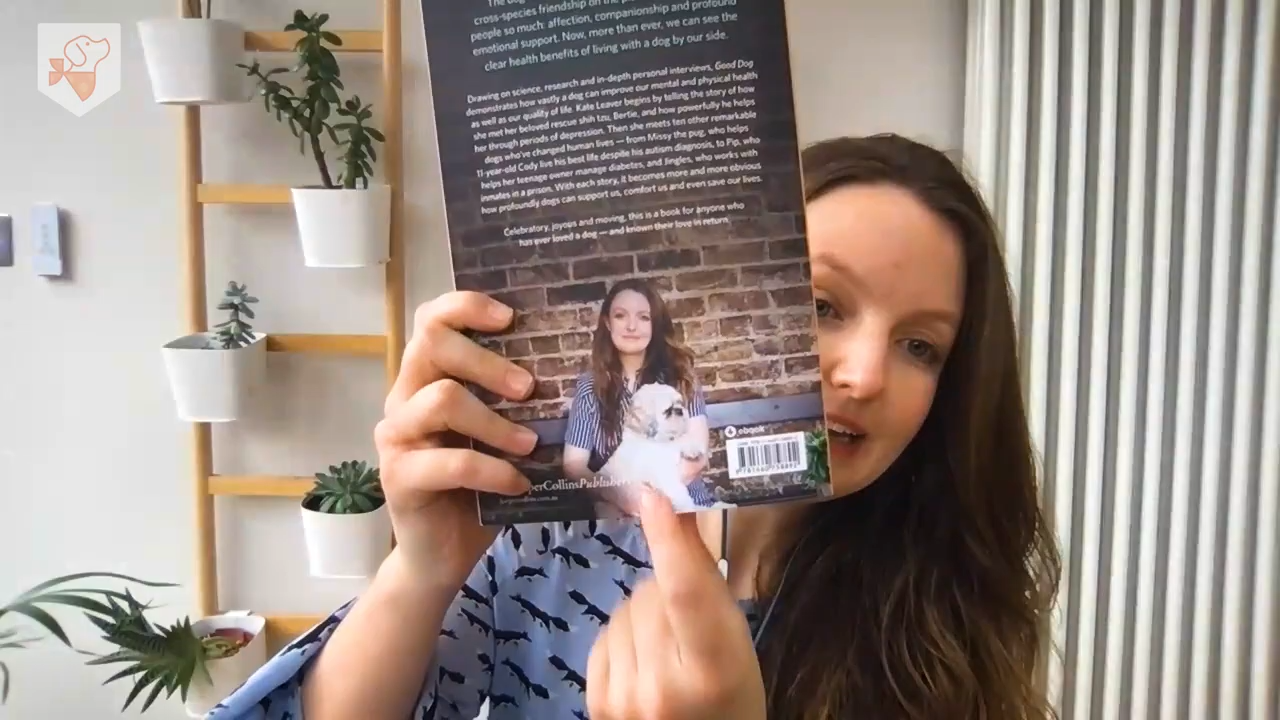 The dog
cross-species friendship on the
people so much: affection, companionship and profound
emotional support. Now, more than ever, we can see the
clear health benefits of living with a dog by our side.
Drawing on science, research and in-depth personal interviews, Good Dog
demonstrates how vastly a dog can improve our mental and physical health
as well as our quality of life. Kate Leaver begins by telling the story of how
she met her beloved rescue shih tzu, Bertie, and how powerfully he helps
her through periods of depression. Then she meets ten other remarkable
dogs who've changed human lives — from Missy the pug, who helps
11-year-old Cody live his best life despite his autism diagnosis, to Pip, who
helps her teenage owner manage diabetes, and Jingles, who works with
inmates in a prison. With each story, it becomes more and more obvious
how profoundly dogs can support us, comfort us and even save our lives.
Celebratory, joyous and moving, this is a book for anyone who
has ever loved a dog — and known their love in return.
ebook
perCollinsPublishers